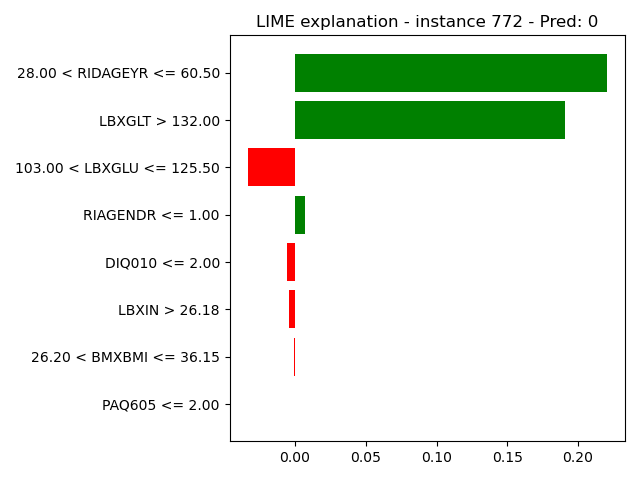 LIME explanation - instance 772 - Pred: 0
28.00 < RIDAGEYR <= 60.50
LBXGLT > 132.00
103.00 < LBXGLU <= 125.50
RIAGENDR <= 1.00
DIQ010 <= 2.00
LBXIN > 26.18
26.20 < BMXBMI <= 36.15
PAQ605 <= 2.00
0.00 0.05 0.10 0.15 0.20